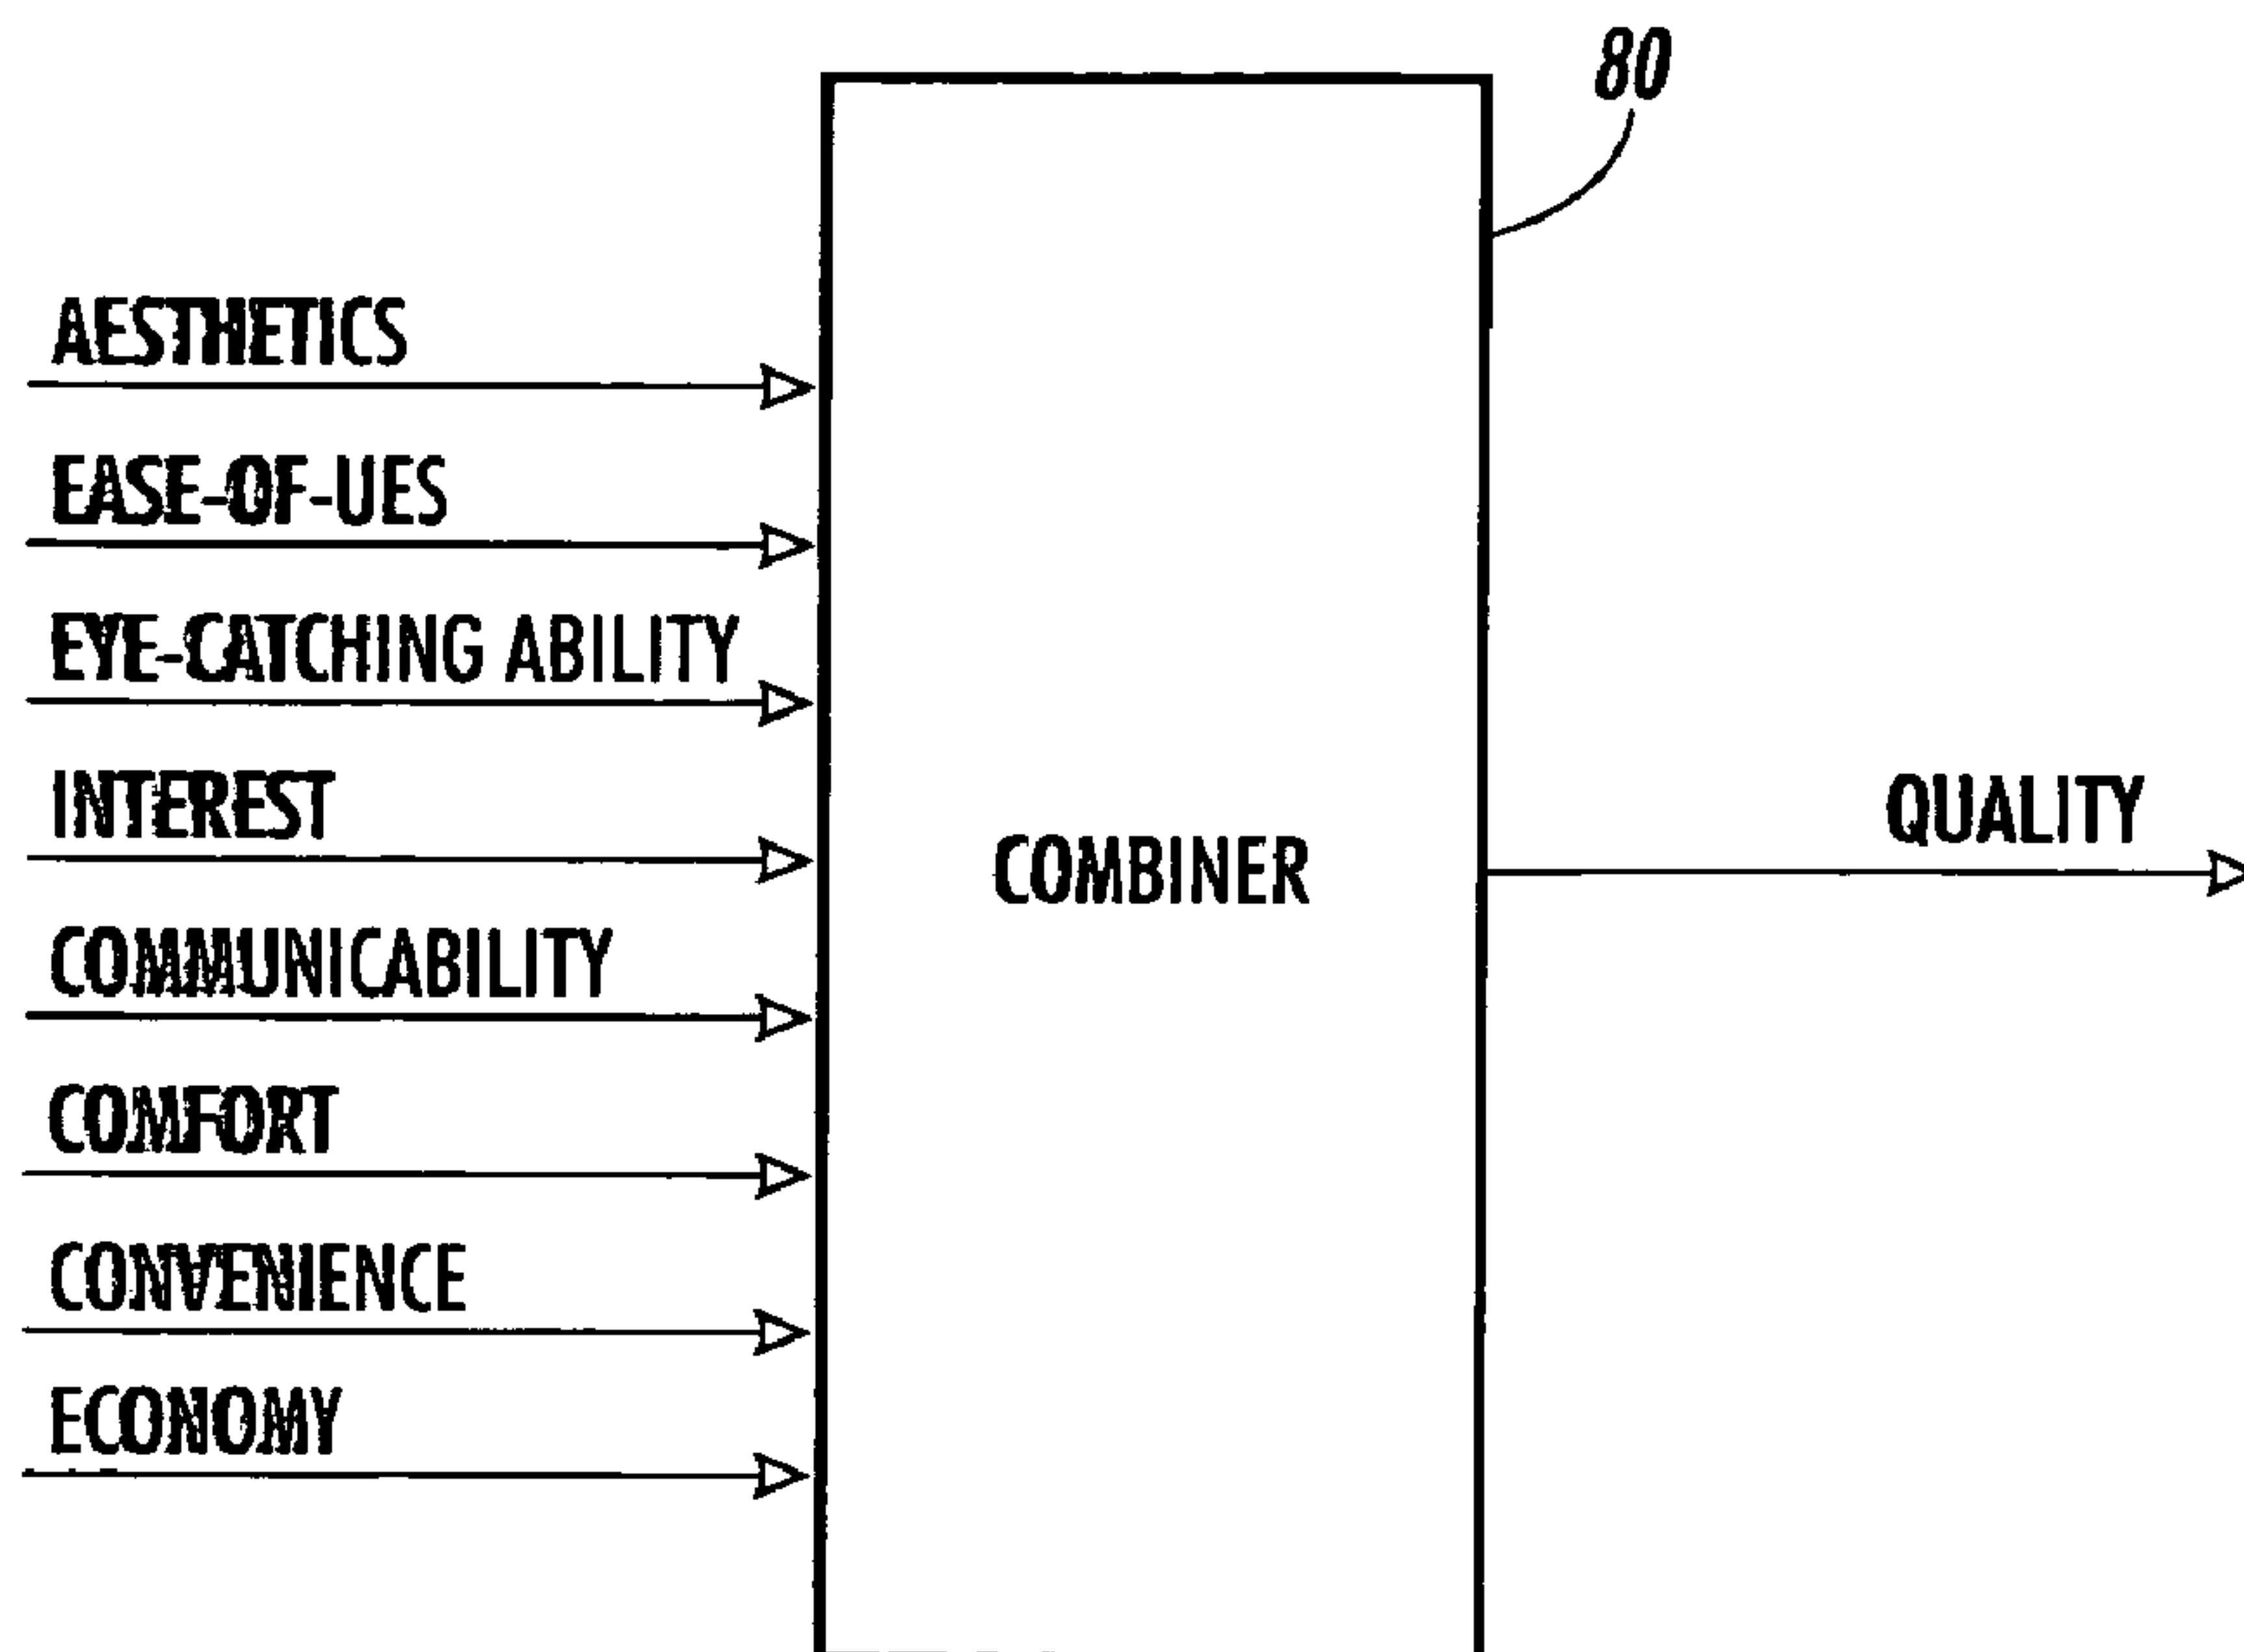 80
AESTHETICS
EASE-OF-UES
EYE-CATCHING ABILITY
INTEREST
QUALITY
COMBINER
COMMUNICABILITY
COMFORT
CONVENIENCE
ECONOMY